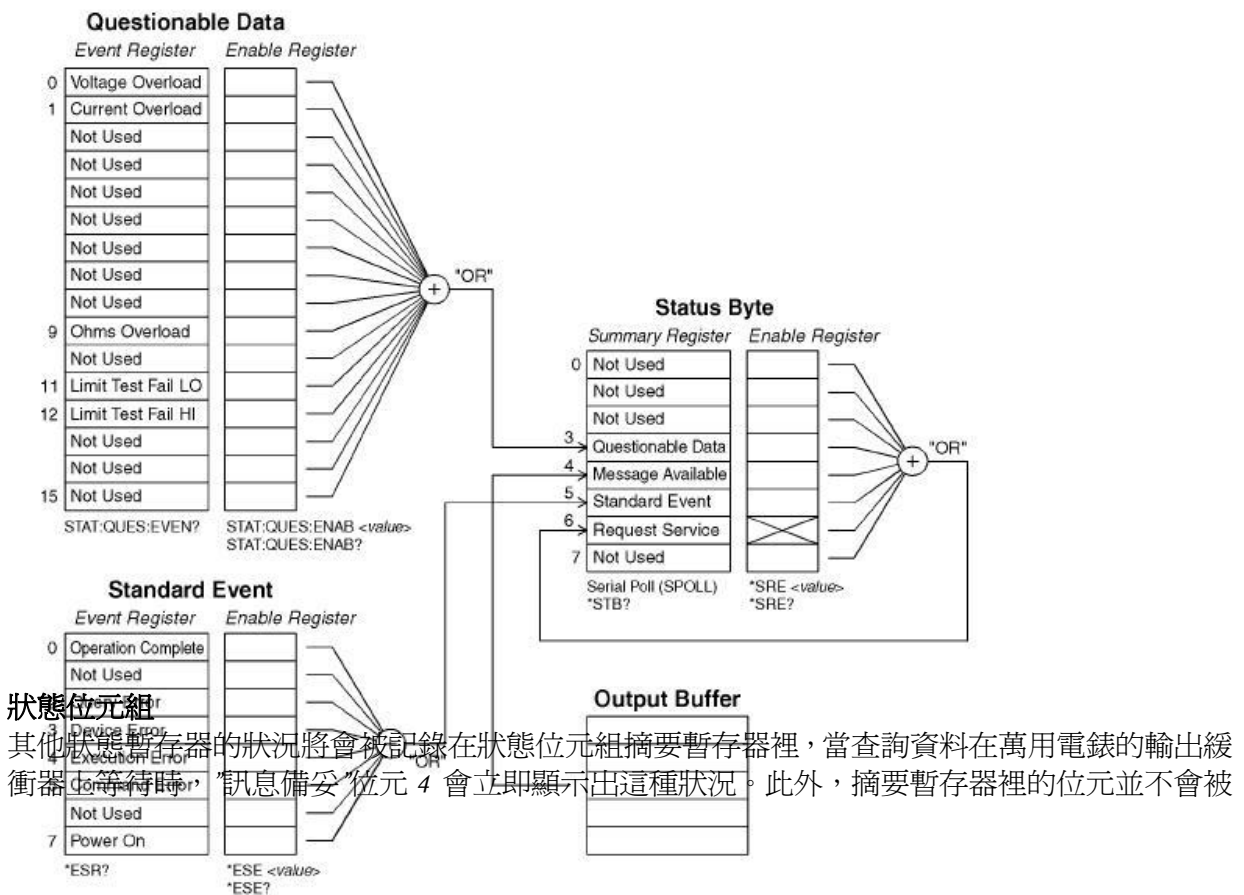 Questionable Data
Event Register Enable Register
0 Voltage Overload
1 Current Overload
Not Used
Not Used
Not Used
Not Used
Not Used
Not Used
Not Used
9 Ohms Overload
Not Used
11 Limit Test Fail LO
12 Limit Test Fail HI
Not Used
Not Used
15 Not Used
STAT:QUES:EVEN? STAT:QUES:ENAB <value>
STAT:QUES:ENAB?
+ "OR"
Status Byte
Summary Register Enable Register
0 Not Used
Not Used
Not Used
3 Questionable Data
4 Message Available
5 Standard Event
6 Request Service
7 Not Used
Serial Poll (SPOLL) *SRE <value>
*STB? *SRE?
+ "OR"
Standard Event
Event Register Enable Register
0 Operation Complete
Not Used
Query Error
3 Device Error
4 Execution Error
Command Error
Not Used
7 Power On
*ESR? *ESE <value>
*ESE?
"OR"
Output Buffer
狀態位元組
其他狀態暫存器的狀況將會被記錄在狀態位元組摘要暫存器裡，當查詢資料在萬用電錶的輸出緩
衝器上等待時，"訊息備妥"位元 4 會立即顯示出這種狀況。此外，摘要暫存器裡的位元並不會被